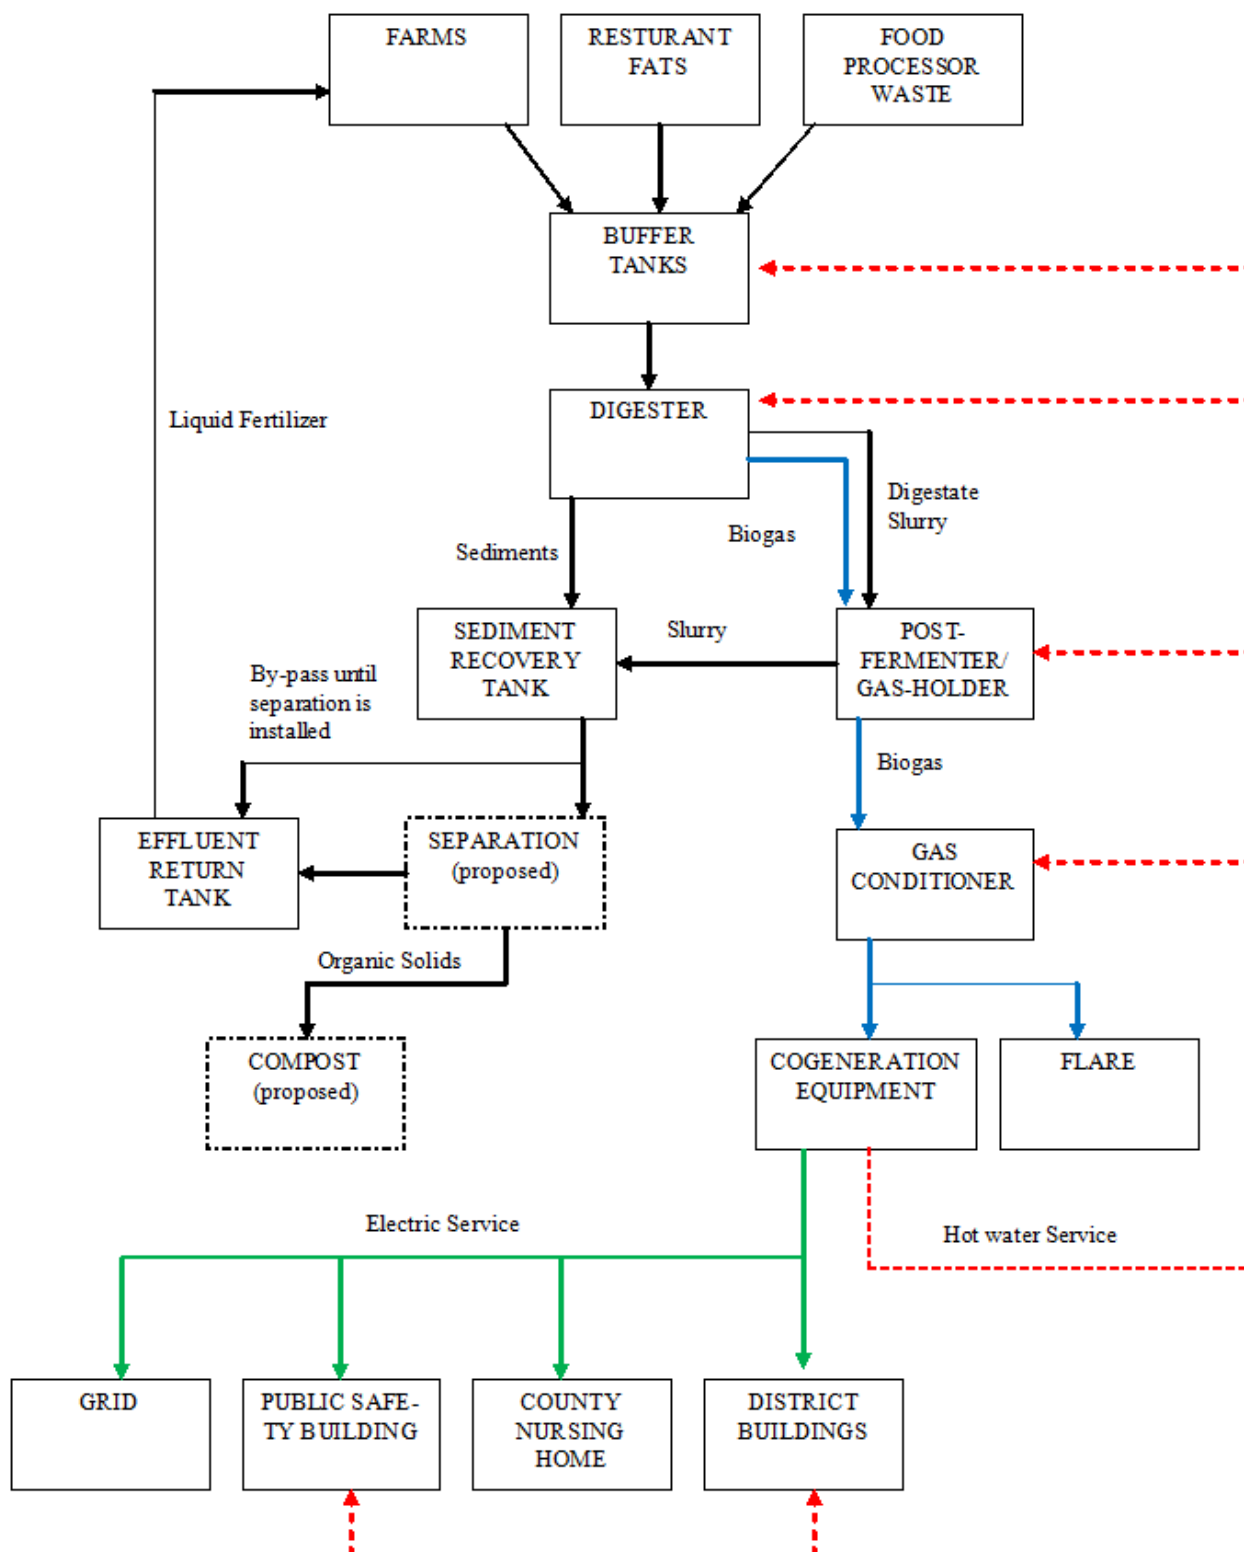 FARMS
RESTURANT
FATS
FOOD
PROCESSOR
WASTE
BUFFER
TANKS
Liquid Fertilizer
DIGESTER
Digestate
Slurry
Biogas
Sediments
SEDIMENT
RECOVERY
TANK
Slurry
POST-
FERMENTER/
GAS-HOLDER
By-pass until
separation is
installed
Biogas
EFFLUENT
RETURN
TANK
SEPARATION
(proposed)
GAS
CONDITIONER
Organic Solids
COMPOST
(proposed)
COGENERATION
EQUIPMENT
FLARE
Electric Service
Hot water Service
GRID
PUBLIC SAFE-
TY BUILDING
COUNTY
NURSING
HOME
DISTRICT
BUILDINGS